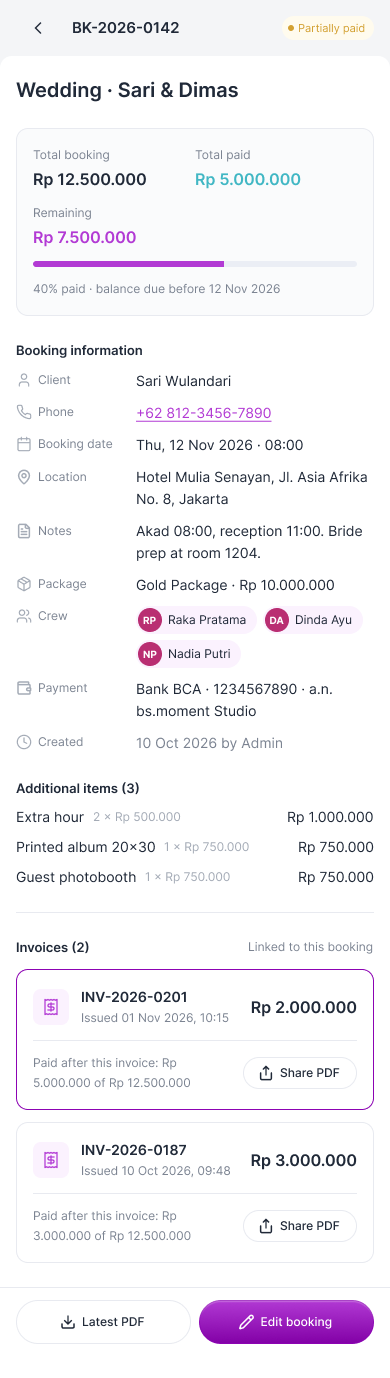 BK-2026-0142
Partially paid
Wedding · Sari & Dimas
Total booking
Total paid
Rp 12.500.000
Rp 5.000.000
Remaining
Rp 7.500.000
40% paid · balance due before 12 Nov 2026
Booking information
Client
Sari Wulandari
Phone
+62 812-3456-7890
Booking date
Thu, 12 Nov 2026 · 08:00
Location
Hotel Mulia Senayan, Jl. Asia Afrika
No. 8, Jakarta
Notes
Akad 08:00, reception 11:00. Bride
prep at room 1204.
Package
Gold Package · Rp 10.000.000
Crew
RP Raka Pratama
DA Dinda Ayu
NP Nadia Putri
Payment
Bank BCA · 1234567890 · a.n.
bs.moment Studio
Created
10 Oct 2026 by Admin
Additional items (3)
Extra hour 2 × Rp 500.000 Rp 1.000.000
Printed album 20×30 1 × Rp 750.000 Rp 750.000
Guest photobooth 1 × Rp 750.000 Rp 750.000
Invoices (2)
Linked to this booking
INV-2026-0201
Issued 01 Nov 2026, 10:15
Rp 2.000.000
Paid after this invoice: Rp
5.000.000 of Rp 12.500.000
Share PDF
INV-2026-0187
Issued 10 Oct 2026, 09:48
Rp 3.000.000
Paid after this invoice: Rp
3.000.000 of Rp 12.500.000
Share PDF
Latest PDF
Edit booking